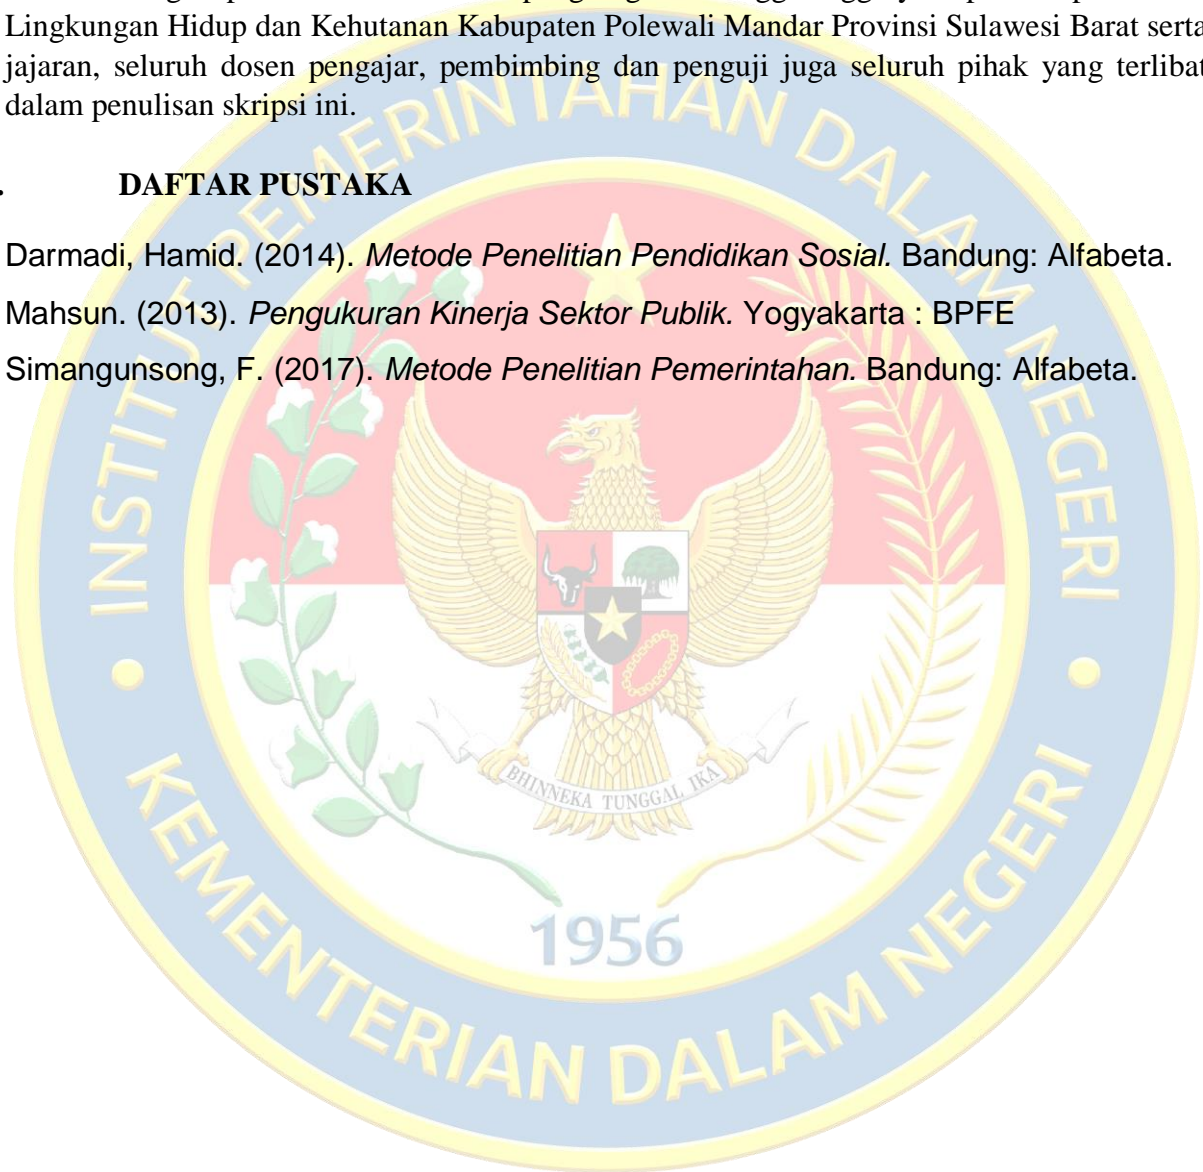 Lingkungan Hidup dan Kehutanan Kabupaten Polewali Mandar Provinsi Sulawesi Barat serta
jajaran, seluruh dosen pengajar, pembimbing dan penguji juga seluruh pihak yang terlibat
dalam penulisan skripsi ini.
. DAFTAR PUSTAKA
Darmadi, Hamid. (2014). Metode Penelitian Pendidikan Sosial. Bandung: Alfabeta.
Mahsun. (2013). Pengukuran Kinerja Sektor Publik. Yogyakarta : BPFE
Simangunsong, F. (2017). Metode Penelitian Pemerintahan. Bandung: Alfabeta.
INSTITUT PEMERINTAHAN DALAM NEGERI
BHINNEKA TUNGGAL IKA
1956
KEMENTERIAN DALAM NEGERI